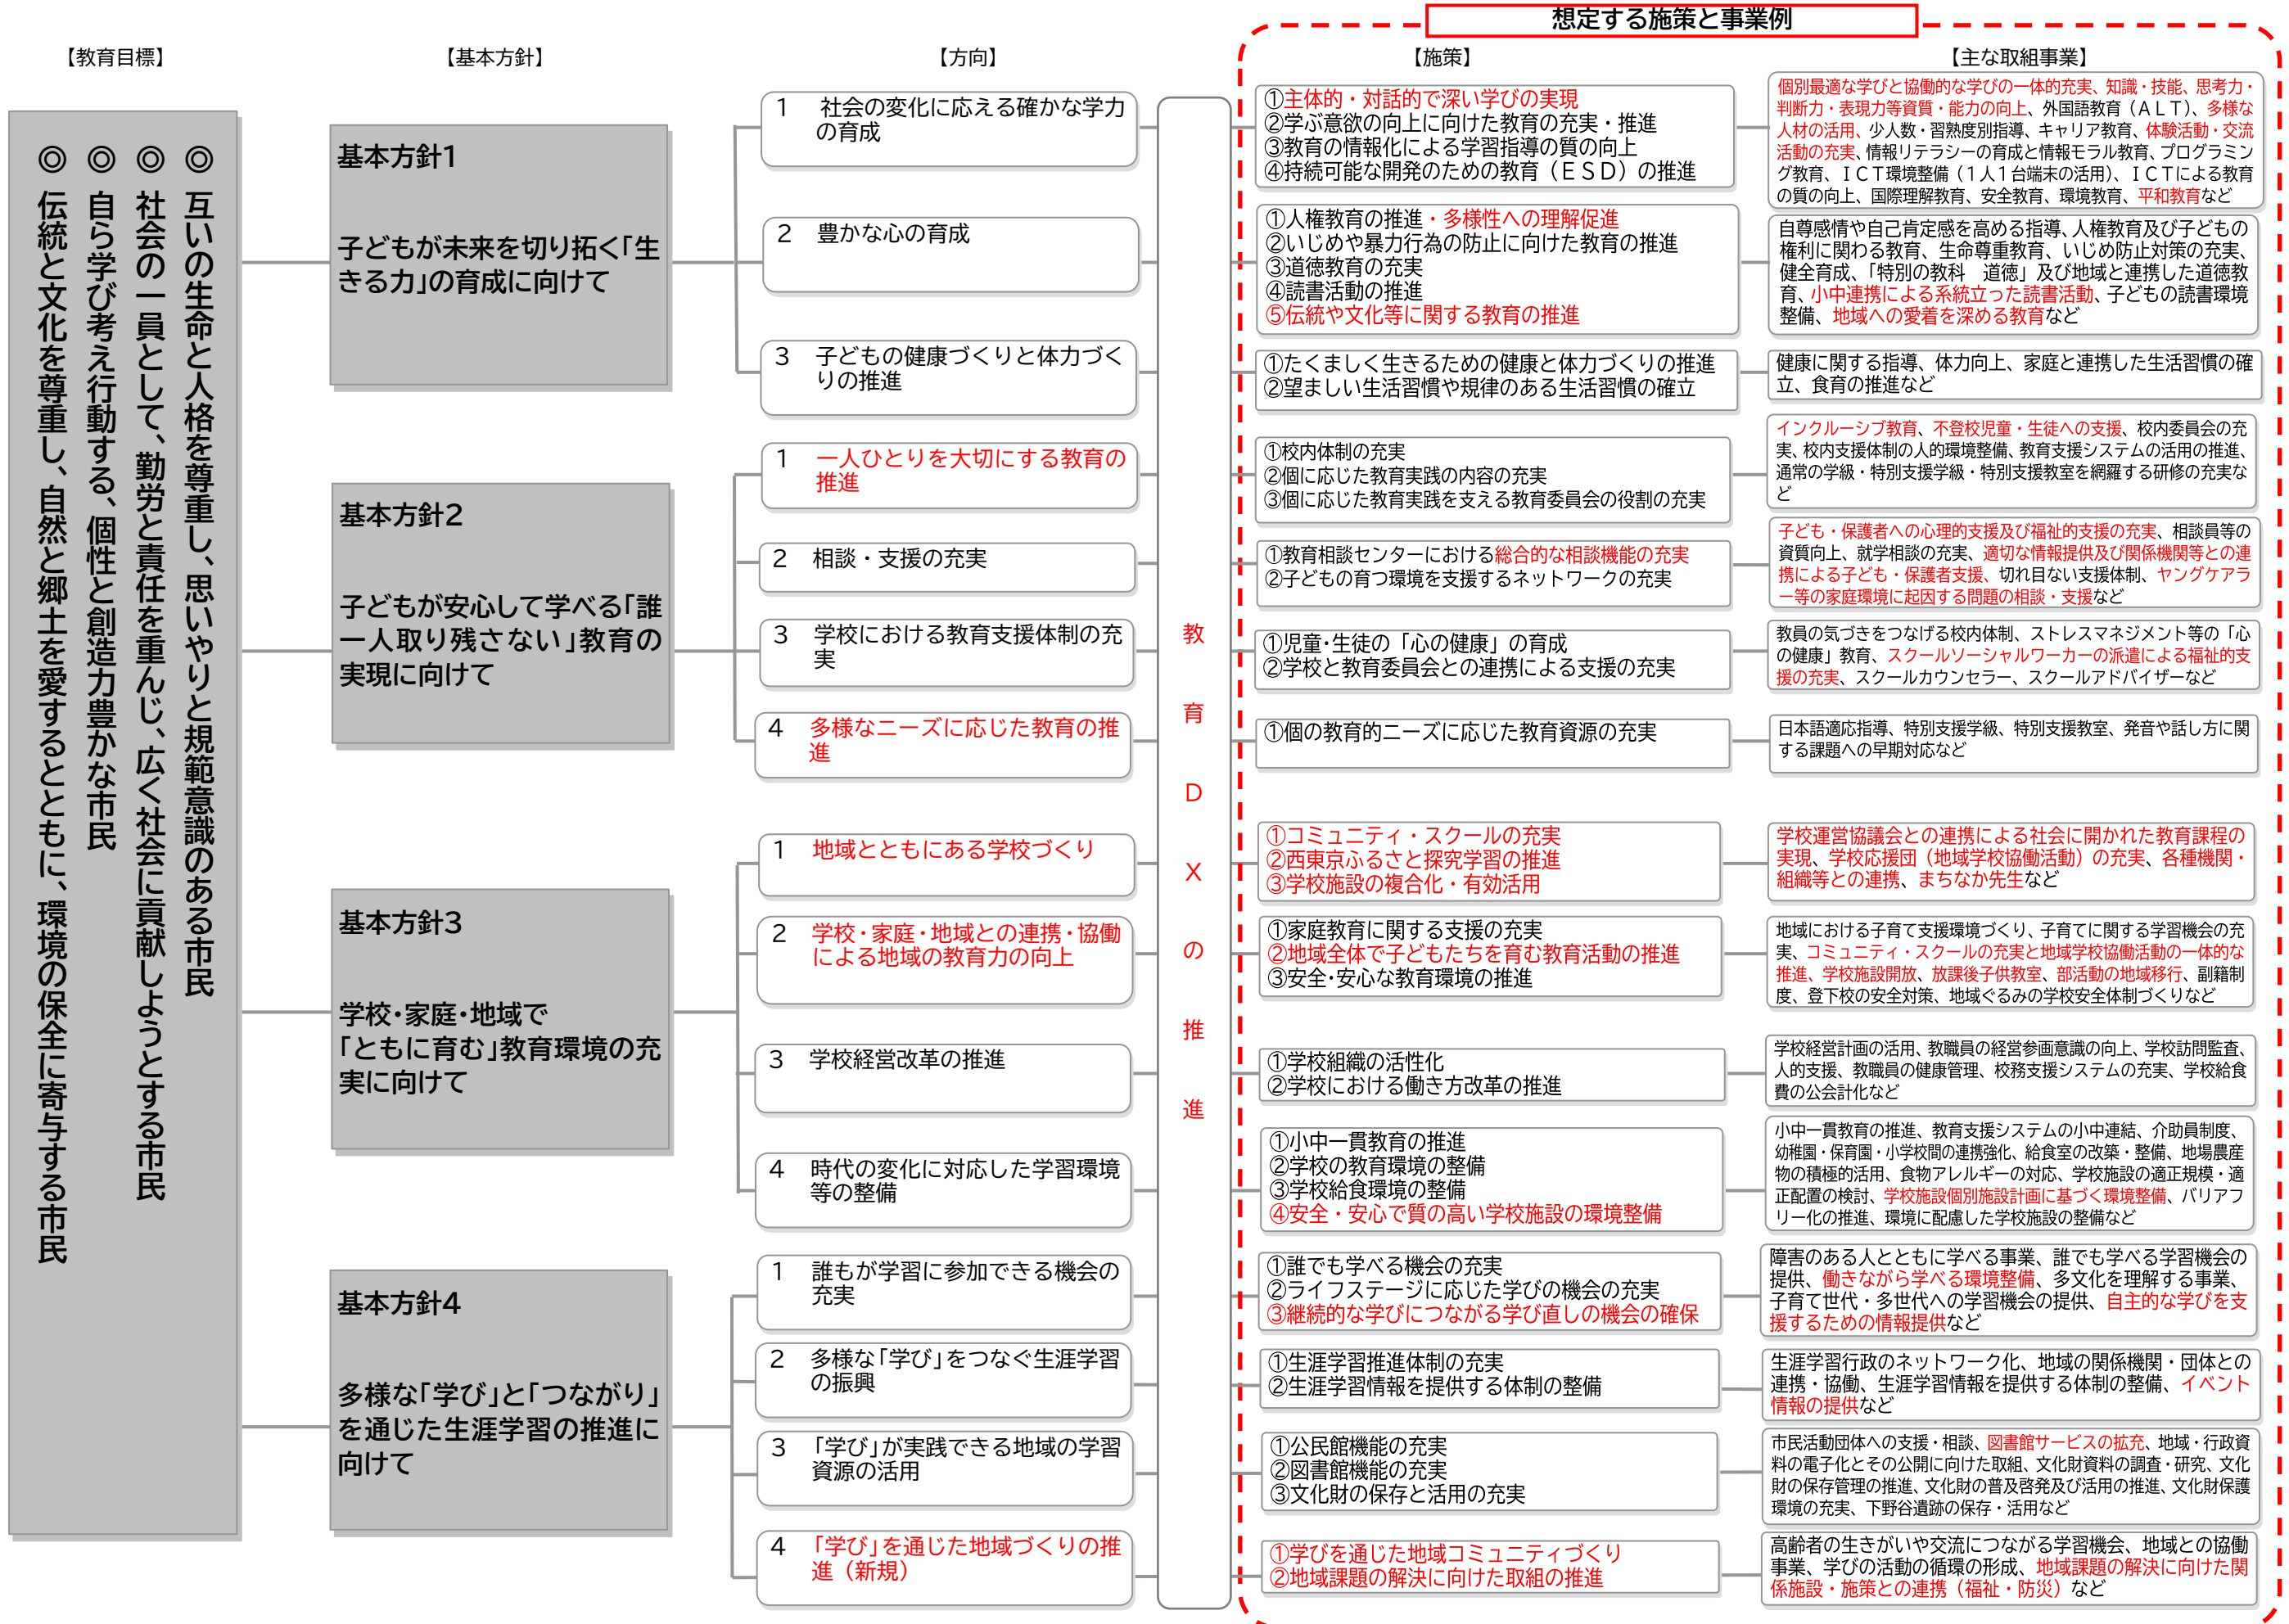 想定する施策と事業例
【教育目標】
【基本方針】
【方向】
【施策】
【主な取組事業】
◎ 互いの生命と人格を尊重し、思いやりと規範意識のある市民
◎ 社会の一員として、勤労と責任を重んじ、広く社会に貢献しようとする市民
◎ 自ら学び考え行動する、個性と創造力豊かな市民
◎ 伝統と文化を尊重し、自然と郷土を愛するとともに、環境の保全に寄与する市民
基本方針1
子どもが未来を切り拓く「生
きる力」の育成に向けて
1 社会の変化に応える確かな学力
の育成
①主体的・対話的で深い学びの実現
②学ぶ意欲の向上に向けた教育の充実・推進
③教育の情報化による学習指導の質の向上
④持続可能な開発のための教育（ＥＳＤ）の推進
個別最適な学びと協働的な学びの一体的充実、知識・技能、思考力・
判断力・表現力等資質・能力の向上、外国語教育（ＡＬＴ）、多様な
人材の活用、少人数・習熟度別指導、キャリア教育、体験活動・交流
活動の充実、情報リテラシーの育成と情報モラル教育、プログラミン
グ教育、ＩＣＴ環境整備（１人１台端末の活用）、ＩＣＴによる教育
の質の向上、国際理解教育、安全教育、環境教育、平和教育など
2 豊かな心の育成
①人権教育の推進・多様性への理解促進
②いじめや暴力行為の防止に向けた教育の推進
③道徳教育の充実
④読書活動の推進
⑤伝統や文化等に関する教育の推進
自尊感情や自己肯定感を高める指導、人権教育及び子どもの
権利に関わる教育、生命尊重教育、いじめ防止対策の充実、
健全育成、「特別の教科　道徳」及び地域と連携した道徳教
育、小中連携による系統立った読書活動、子どもの読書環境
整備、地域への愛着を深める教育など
3 子どもの健康づくりと体力づく
りの推進
①たくましく生きるための健康と体力づくりの推進
②望ましい生活習慣や規律のある生活習慣の確立
健康に関する指導、体力向上、家庭と連携した生活習慣の確
立、食育の推進など
基本方針2
子どもが安心して学べる「誰
一人取り残さない」教育の
実現に向けて
1 一人ひとりを大切にする教育の
推進
①校内体制の充実
②個に応じた教育実践の内容の充実
③個に応じた教育実践を支える教育委員会の役割の充実
インクルーシブ教育、不登校児童・生徒への支援、校内委員会の充
実、校内支援体制の人的環境整備、教育支援システムの活用の推進、
通常の学級・特別支援学級・特別支援教室を網羅する研修の充実な
ど
2 相談・支援の充実
①教育相談センターにおける総合的な相談機能の充実
②子どもの育つ環境を支援するネットワークの充実
子ども・保護者への心理的支援及び福祉的支援の充実、相談員等の
資質向上、就学相談の充実、適切な情報提供及び関係機関等との連
携による子ども・保護者支援、切れ目ない支援体制、ヤングケアラ
ー等の家庭環境に起因する問題の相談・支援など
3 学校における教育支援体制の充
実
①児童・生徒の「心の健康」の育成
②学校と教育委員会との連携による支援の充実
教員の気づきをつなげる校内体制、ストレスマネジメント等の「心
の健康」教育、スクールソーシャルワーカーの派遣による福祉的支
援の充実、スクールカウンセラー、スクールアドバイザーなど
4 多様なニーズに応じた教育の推
進
①個の教育的ニーズに応じた教育資源の充実
日本語適応指導、特別支援学級、特別支援教室、発音や話し方に関
する課題への早期対応など
教育ＤＸの推進
基本方針3
学校・家庭・地域で
「ともに育む」教育環境の充
実に向けて
1 地域とともにある学校づくり
①コミュニティ・スクールの充実
②西東京ふるさと探究学習の推進
③学校施設の複合化・有効活用
学校運営協議会との連携による社会に開かれた教育課程の
実現、学校応援団（地域学校協働活動）の充実、各種機関・
組織等との連携、まちなか先生など
2 学校・家庭・地域との連携・協働
による地域の教育力の向上
①家庭教育に関する支援の充実
②地域全体で子どもたちを育む教育活動の推進
③安全・安心な教育環境の推進
地域における子育て支援環境づくり、子育てに関する学習機会の充
実、コミュニティ・スクールの充実と地域学校協働活動の一体的な
推進、学校施設開放、放課後子供教室、部活動の地域移行、副籍制
度、登下校の安全対策、地域ぐるみの学校安全体制づくりなど
3 学校経営改革の推進
①学校組織の活性化
②学校における働き方改革の推進
学校経営計画の活用、教職員の経営参画意識の向上、学校訪問監査、
人的支援、教職員の健康管理、校務支援システムの充実、学校給食
費の公会計化など
4 時代の変化に対応した学習環境
等の整備
①小中一貫教育の推進
②学校の教育環境の整備
③学校給食環境の整備
④安全・安心で質の高い学校施設の環境整備
小中一貫教育の推進、教育支援システムの小中連結、介助員制度、
幼稚園・保育園・小学校間の連携強化、給食室の改築・整備、地場農産
物の積極的活用、食物アレルギーの対応、学校施設の適正規模・適
正配置の検討、学校施設個別施設計画に基づく環境整備、バリアフ
リー化の推進、環境に配慮した学校施設の整備など
基本方針4
多様な「学び」と「つながり」
を通じた生涯学習の推進に
向けて
1 誰もが学習に参加できる機会の
充実
①誰でも学べる機会の充実
②ライフステージに応じた学びの機会の充実
③継続的な学びにつながる学び直しの機会の確保
障害のある人とともに学べる事業、誰でも学べる学習機会の
提供、働きながら学べる環境整備、多文化を理解する事業、
子育て世代・多世代への学習機会の提供、自主的な学びを支
援するための情報提供など
2 多様な「学び」をつなぐ生涯学習
の振興
①生涯学習推進体制の充実
②生涯学習情報を提供する体制の整備
生涯学習行政のネットワーク化、地域の関係機関・団体との
連携・協働、生涯学習情報を提供する体制の整備、イベント
情報の提供など
3 「学び」が実践できる地域の学習
資源の活用
①公民館機能の充実
②図書館機能の充実
③文化財の保存と活用の充実
市民活動団体への支援・相談、図書館サービスの拡充、地域・行政資
料の電子化とその公開に向けた取組、文化財資料の調査・研究、文化
財の保存管理の推進、文化財の普及啓発及び活用の推進、文化財保護
環境の充実、下野谷遺跡の保存・活用など
4 「学び」を通じた地域づくりの推
進（新規）
①学びを通じた地域コミュニティづくり
②地域課題の解決に向けた取組の推進
高齢者の生きがいや交流につながる学習機会、地域との協働
事業、学びの活動の循環の形成、地域課題の解決に向けた関
係施設・施策との連携（福祉・防災）など